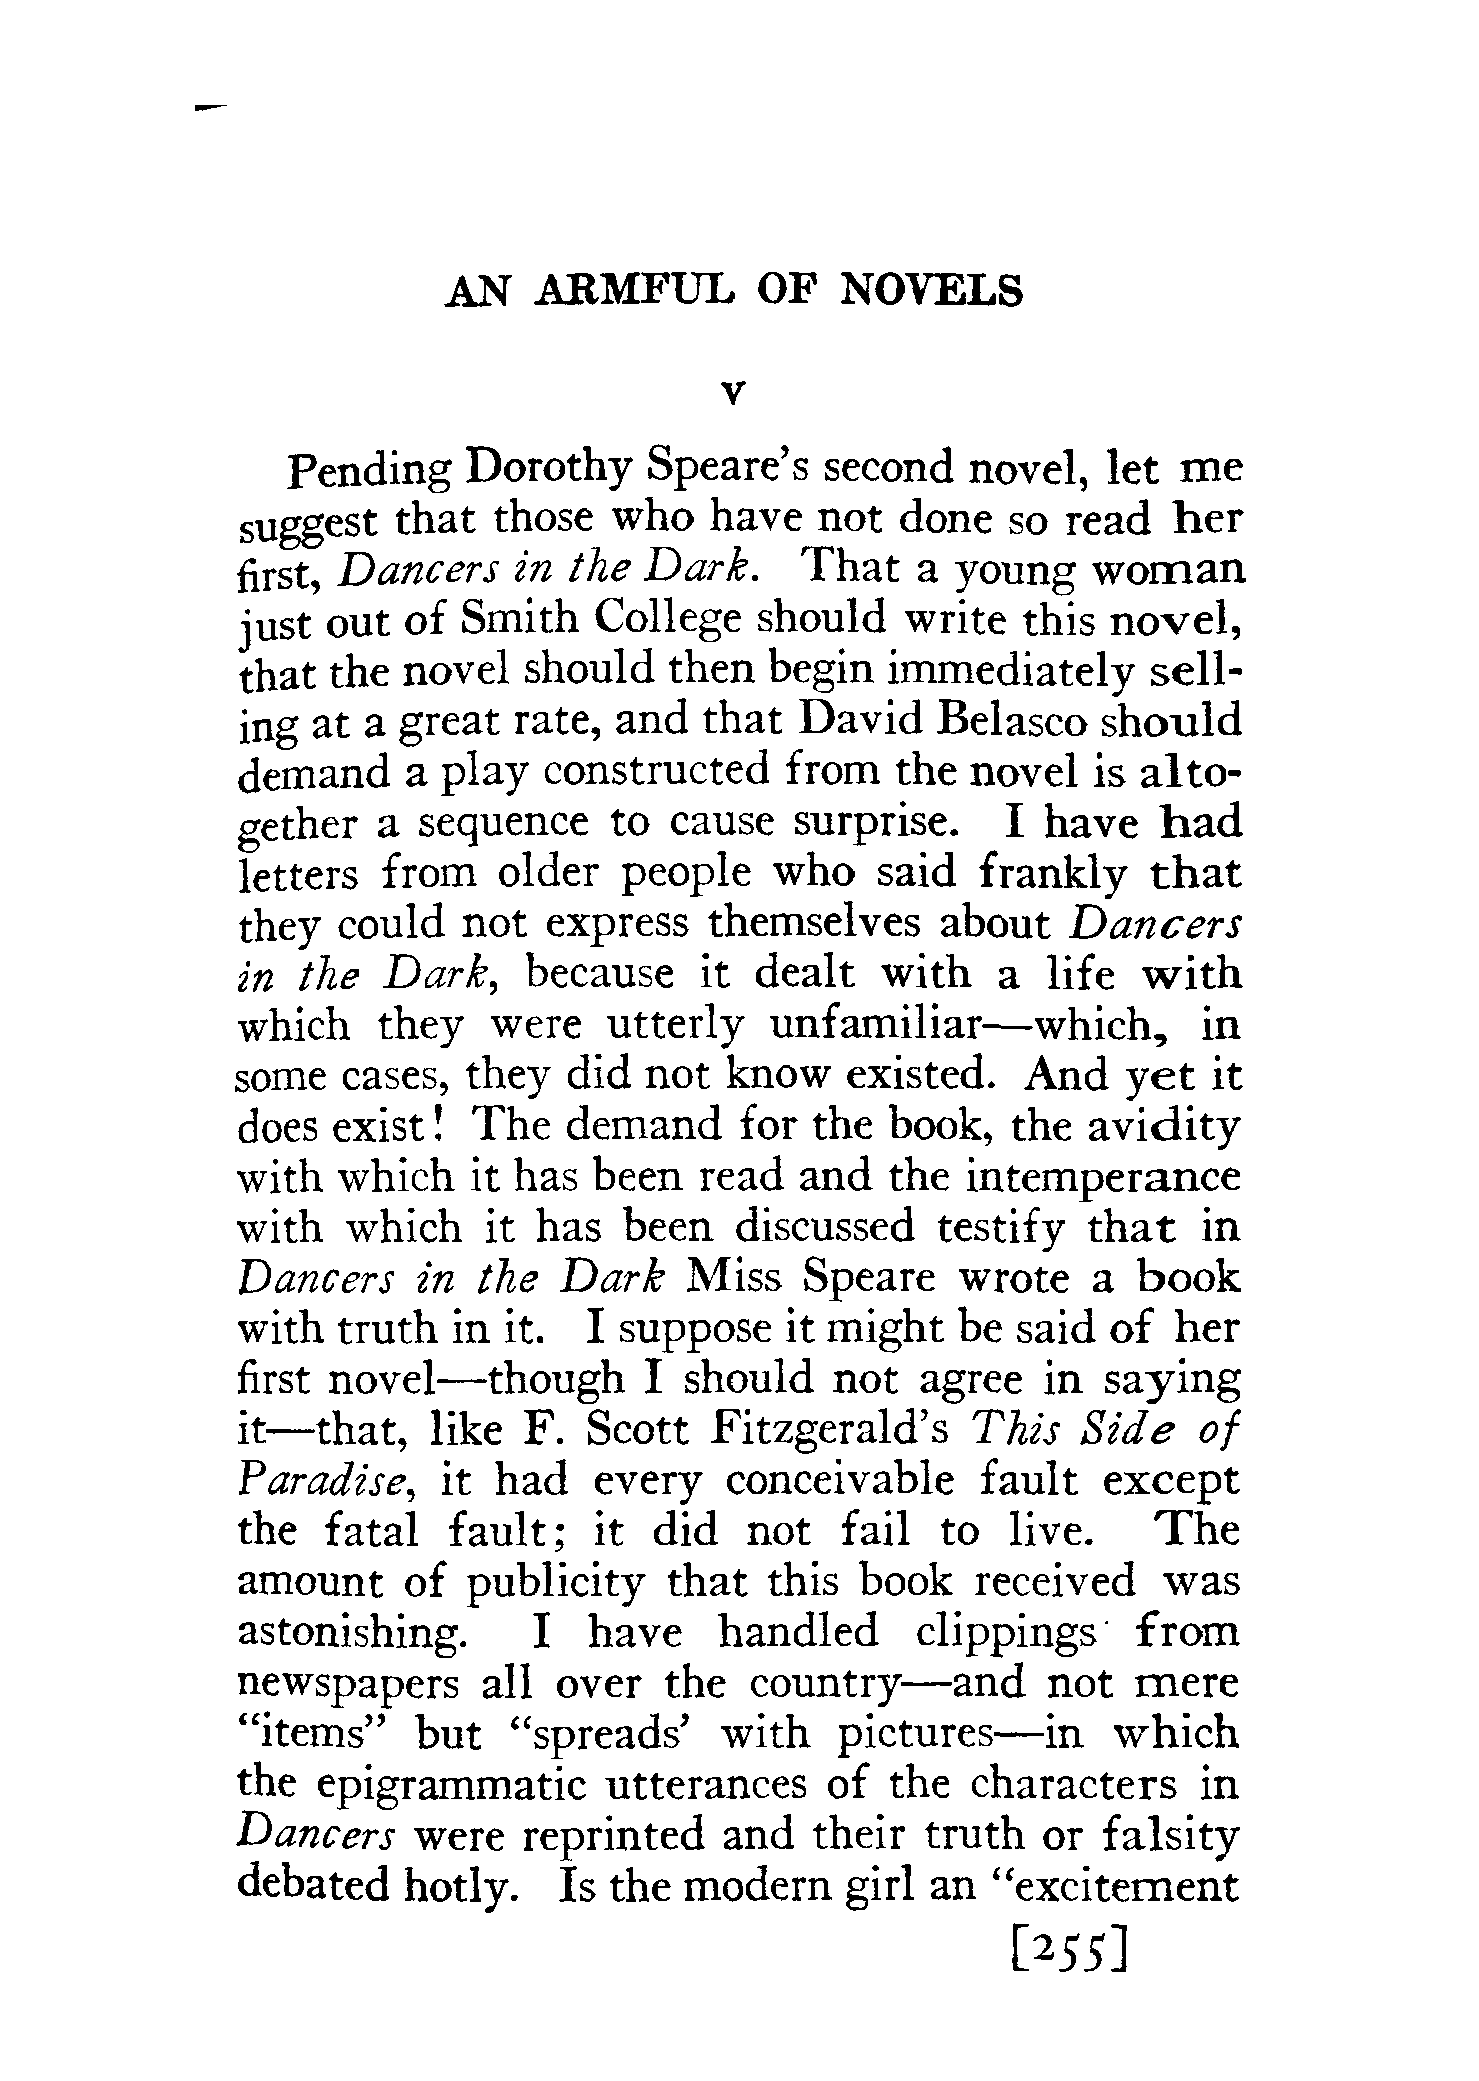 AN ARMFUL OF NOVELS
v
Pending Dorothy Speare's second novel, let me
suggest that those who have not done so read her
first, Dancers in the Dark. That a young woman
just out of Smith College should write this novel,
that the novel should then begin immediately sell-
ing at a great rate, and that David Belasco should
demand a play constructed from the novel is alto-
gether a sequence to cause surprise. I have had
letters from older people who said frankly that
they could not express themselves about Dancers
in the Dark, because it dealt with a life with
which they were utterly unfamiliar—which, in
some cases, they did not know existed. And yet it
does exist! The demand for the book, the avidity
with which it has been read and the intemperance
with which it has been discussed testify that in
Dancers in the Dark Miss Speare wrote a book
with truth in it. I suppose it might be said of her
first novel—though I should not agree in saying
it—that, like F. Scott Fitzgerald's This Side of
Paradise, it had every conceivable fault except
the fatal fault; it did not fail to live. The
amount of publicity that this book received was
astonishing. I have handled clippings from
newspapers all over the country—and not mere
"items" but "spreads' with pictures—in which
the epigrammatic utterances of the characters in
Dancers were reprinted and their truth or falsity
debated hotly. Is the modern girl an "excitement
[255]